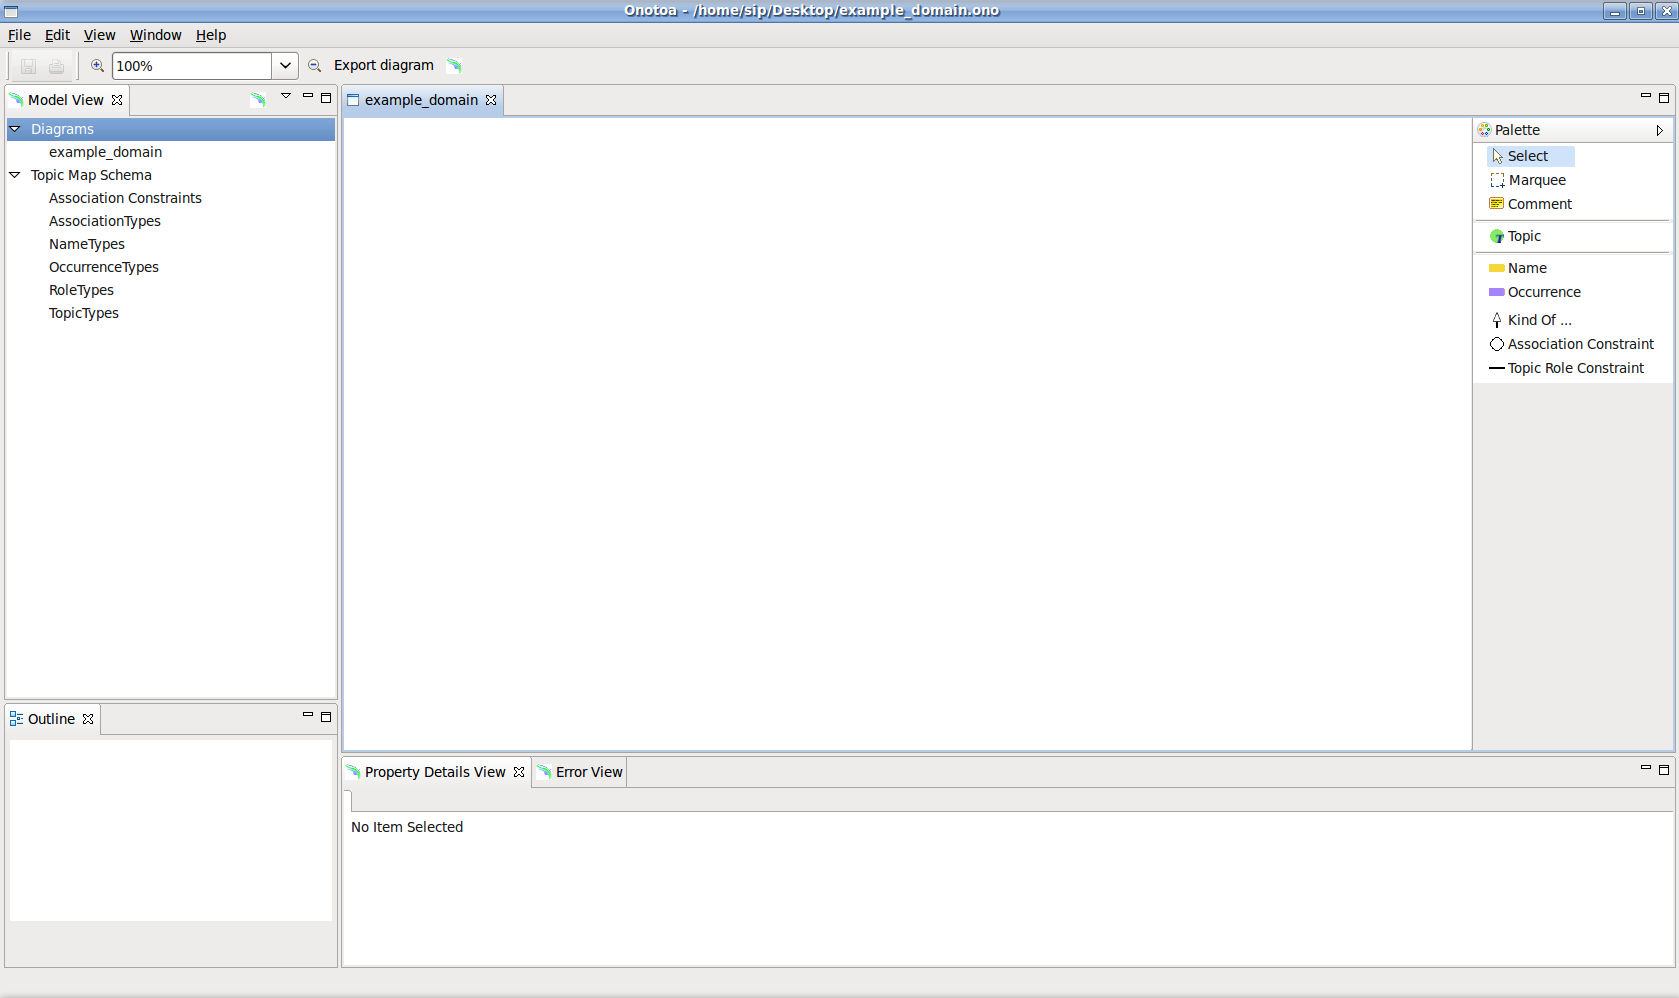 Onotoa - /home/sip/Desktop/example_domain.ono
File Edit View Window Help
100% Export diagram
Model View
Diagrams
example_domain
Topic Map Schema
Association Constraints
AssociationTypes
NameTypes
OccurrenceTypes
RoleTypes
TopicTypes
Outline
example_domain
Palette
Select
Marquee
Comment
Topic
Name
Occurrence
Kind Of ...
Association Constraint
Topic Role Constraint
Property Details View Error View
No Item Selected